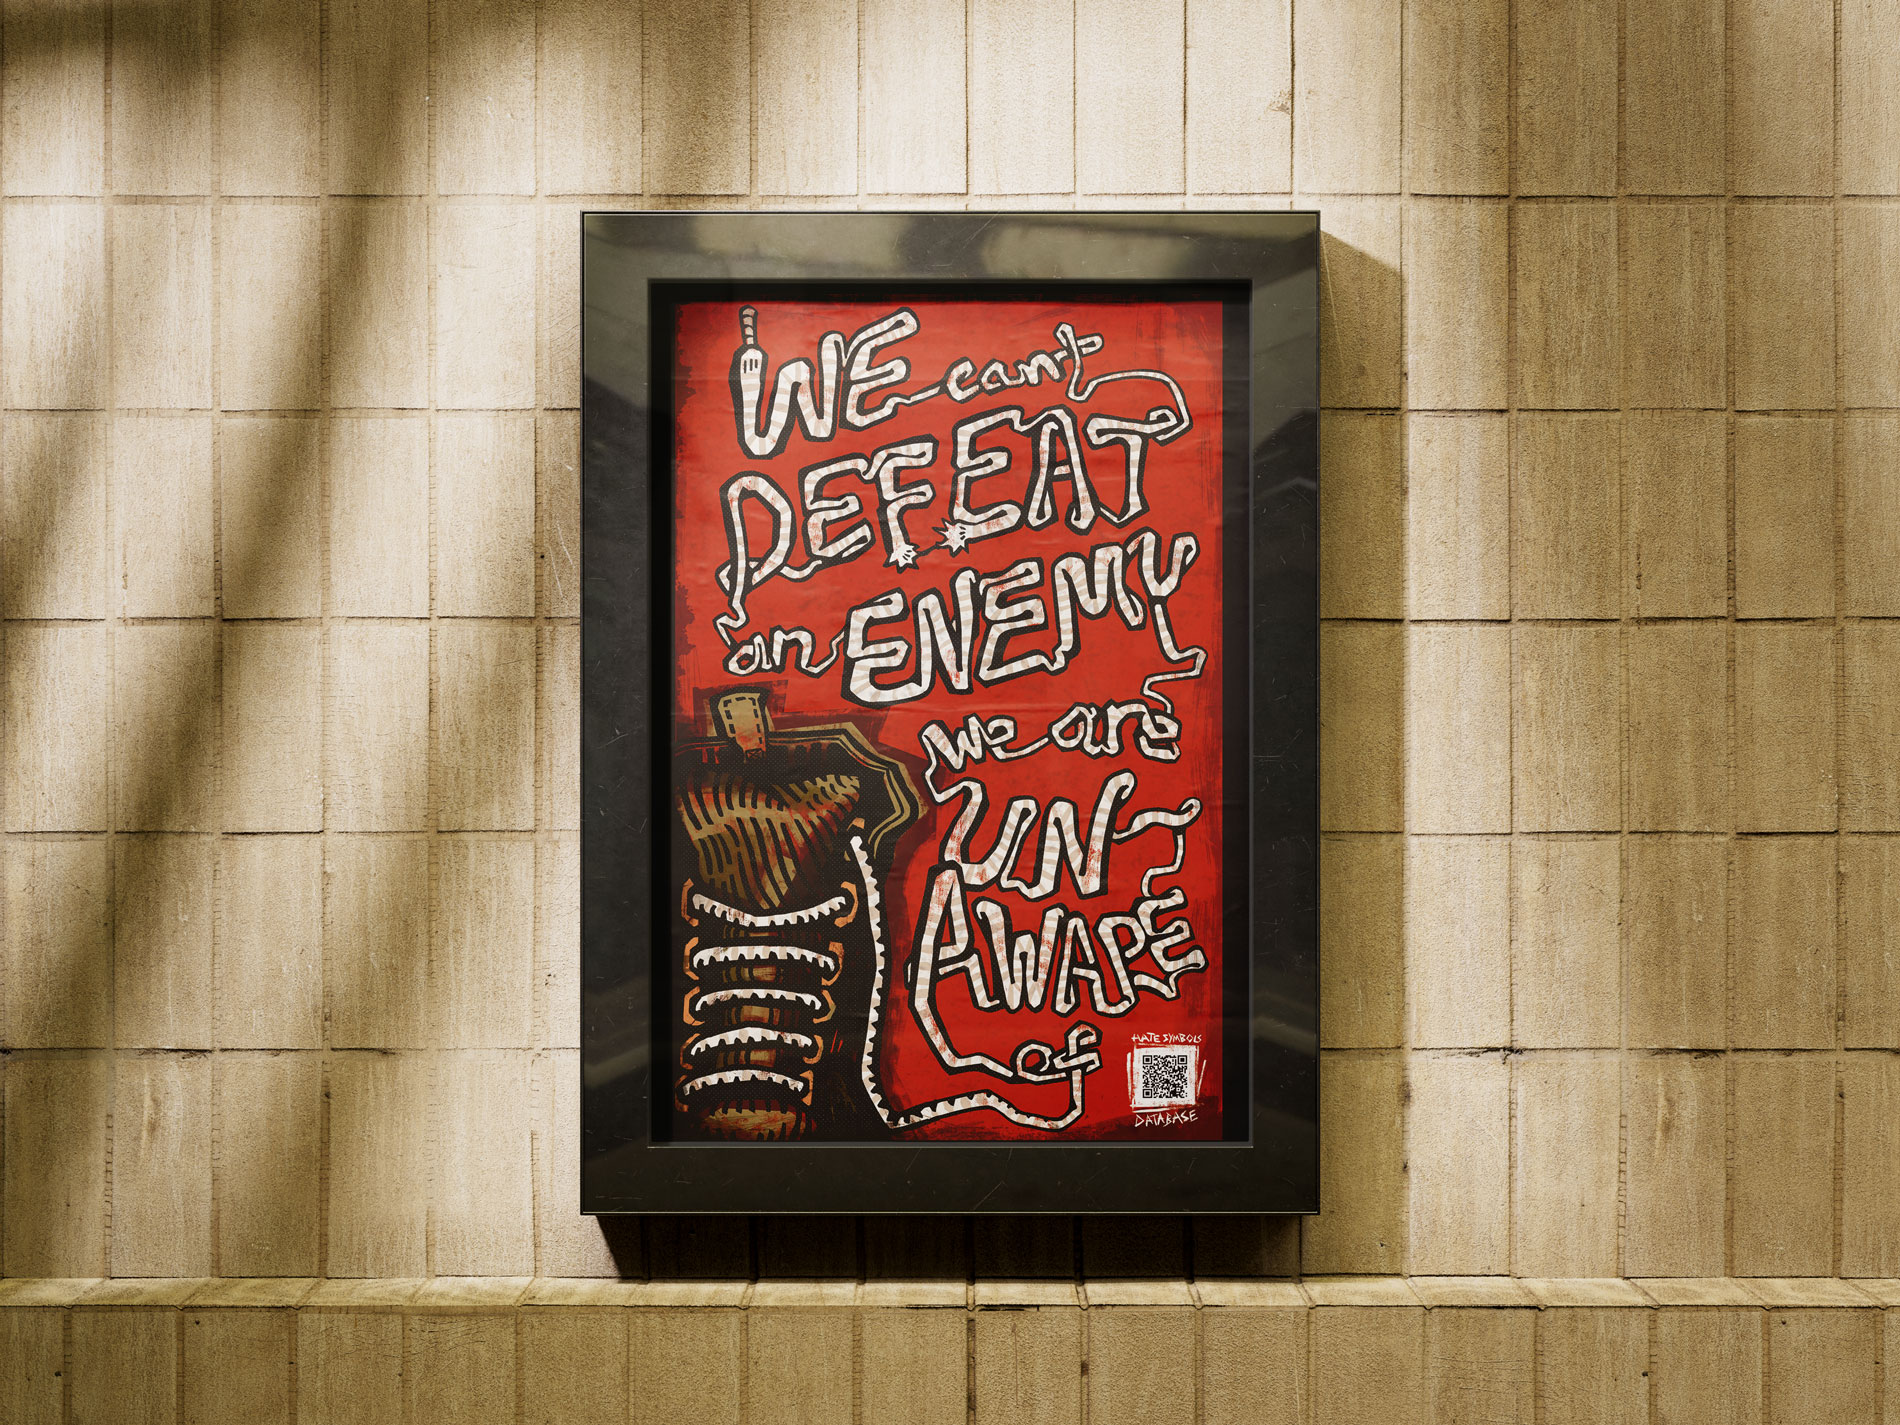 WE can't
DEFEAT
an ENEMY
we are
UN
AWARE
of
HATE SYMBOLS
DATABASE